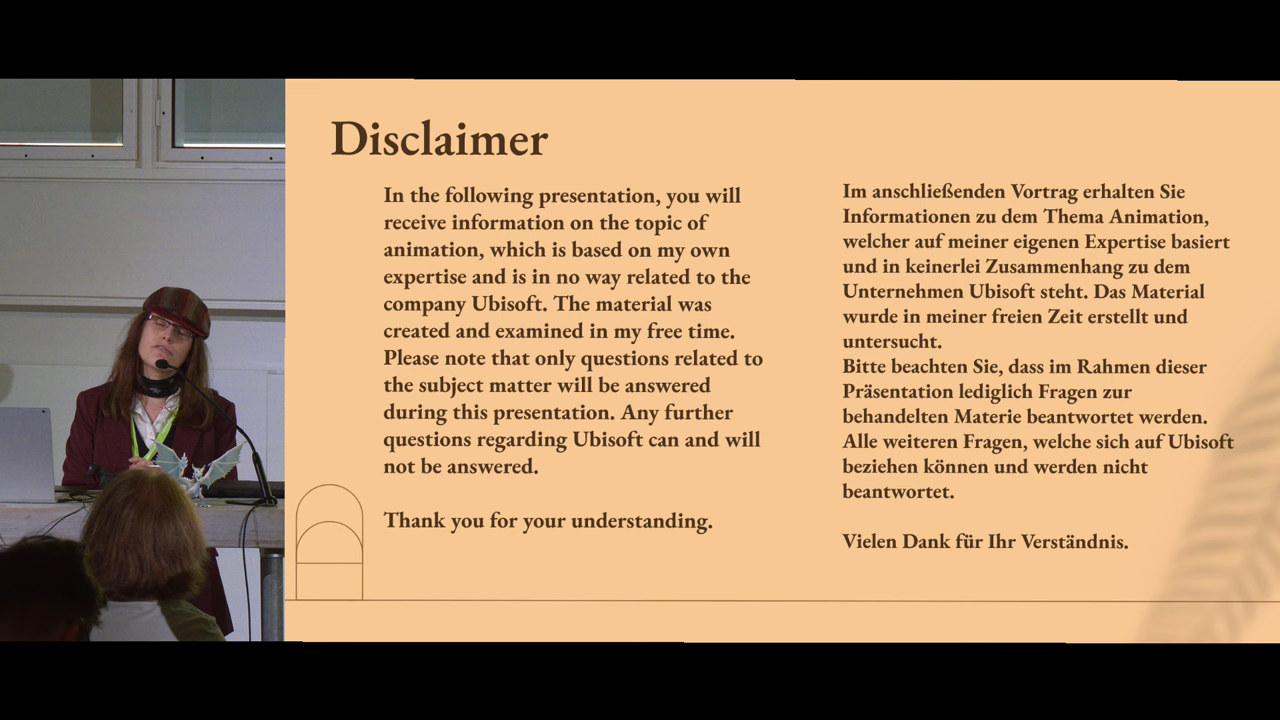 Disclaimer
In the following presentation, you will
receive information on the topic of
animation, which is based on my own
expertise and is in no way related to the
company Ubisoft. The material was
created and examined in my free time.
Please note that only questions related to
the subject matter will be answered
during this presentation. Any further
questions regarding Ubisoft can and will
not be answered.
Thank you for your understanding.
Im anschließenden Vortrag erhalten Sie
Informationen zu dem Thema Animation,
welcher auf meiner eigenen Expertise basiert
und in keinerlei Zusammenhang zu dem
Unternehmen Ubisoft steht. Das Material
wurde in meiner freien Zeit erstellt und
untersucht.
Bitte beachten Sie, dass im Rahmen dieser
Präsentation lediglich Fragen zur
behandelten Materie beantwortet werden.
Alle weiteren Fragen, welche sich auf Ubisoft
beziehen können und werden nicht
beantwortet.
Vielen Dank für Ihr Verständnis.